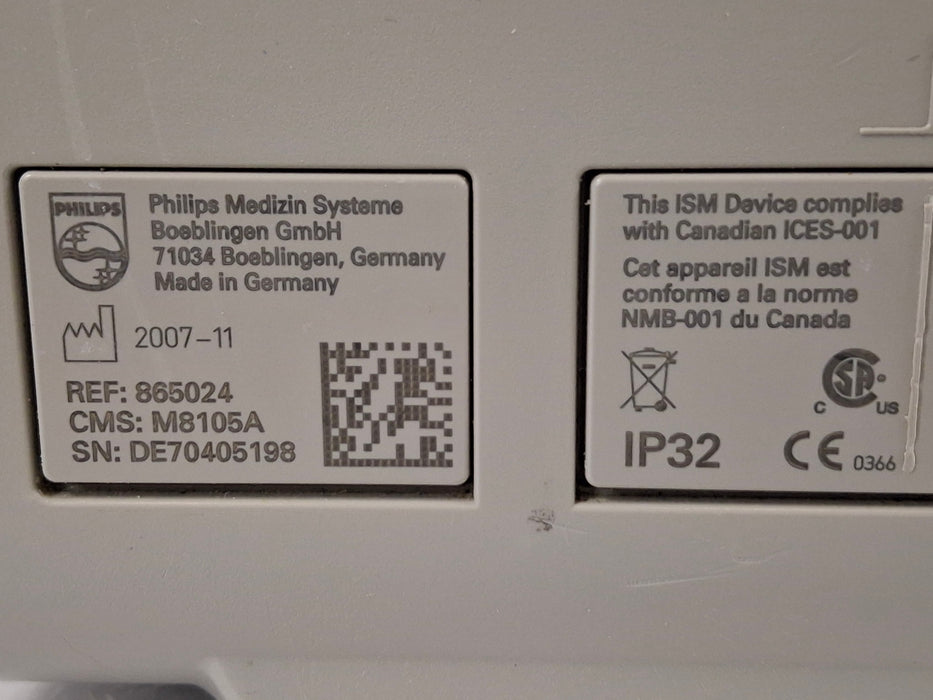 PHILIPS
Philips Medizin Systeme
Boeblingen GmbH
71034 Boeblingen, Germany
Made in Germany
2007-11
REF: 865024
CMS: M8105A
SN: DE70405198
This ISM Device complies
with Canadian ICES-001
Cet appareil ISM est
conforme a la norme
NMB-001 du Canada
C SA US
IP32
CE 0366